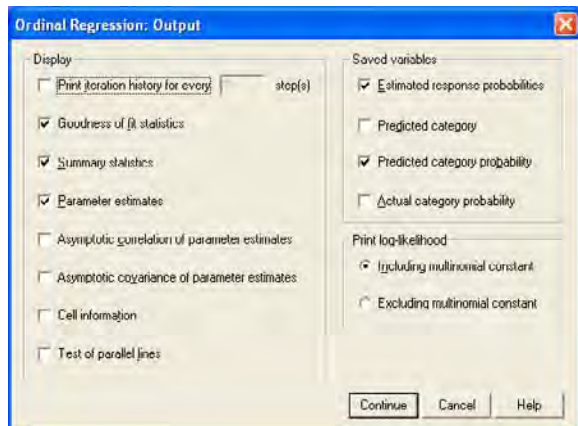 Ordinal Regression: Output
Display
Print iteration history for every step(s)
Goodness of fit statistics
Summary statistics
Parameter estimates
Asymptotic correlation of parameter estimates
Asymptotic covariance of parameter estimates
Cell information
Test of parallel lines
Saved variables
Estimated response probabilities
Predicted category
Predicted category probability
Actual category probability
Print log-likelihood
Including multinomial constant
Excluding multinomial constant
Continue
Cancel
Help